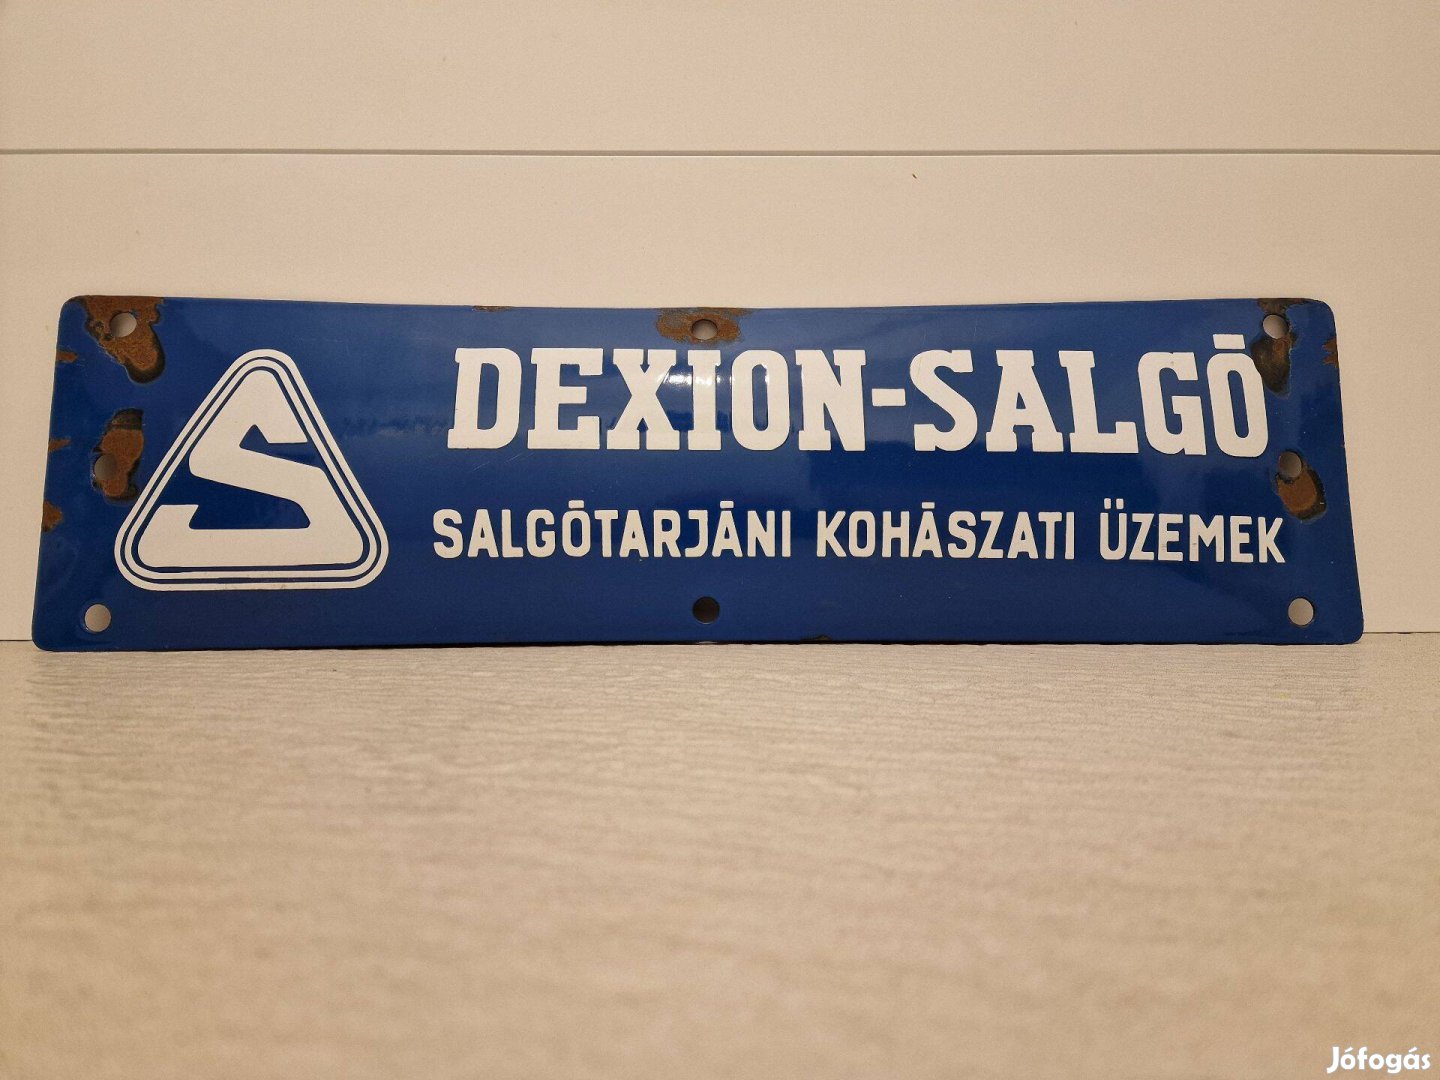 DEXION-SALGÓ
S
SALGÓTARJÁNI KOHÁSZATI ÜZEMEK
Jófogás